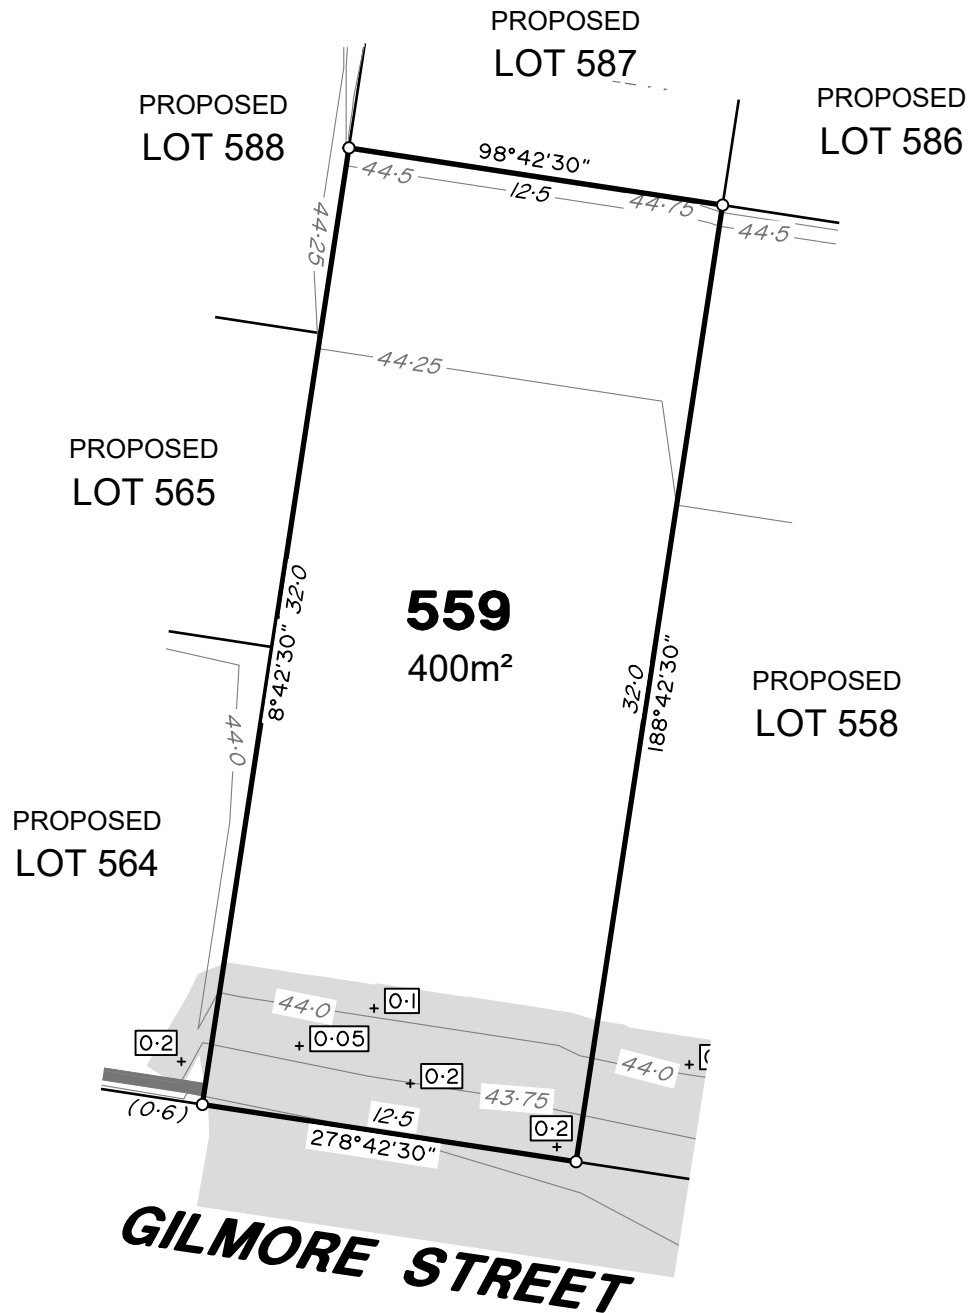 PROPOSED
LOT 587
PROPOSED
LOT 588
PROPOSED
LOT 586
98°42'30"
44·5
12·5
44·75
44·5
44·25
44·25
PROPOSED
LOT 565
32·0
8°42'30"
559
400m²
32·0
188°42'30"
PROPOSED
LOT 558
44·0
PROPOSED
LOT 564
44·0
0·1
0·05
0·2
44·0
0·2
43·75
(0·6)
12·5
0·2
278°42'30"
GILMORE STREET